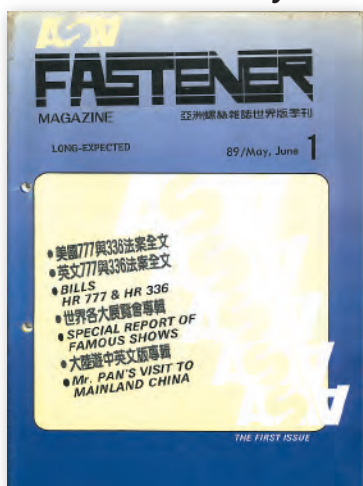 ASIA
FASTENER
MAGAZINE 亞洲螺絲雜誌世界版季刊
LONG-EXPECTED 89/May, June 1
●美國777與336法案全文
●英文777與336法案全文
●BILLS
HR 777 & HR 336
●世界各大展覽會專輯
●SPECIAL REPORT OF
FAMOUS SHOWS
●大陸遊中英文版專輯
●Mr. PAN'S VISIT TO
MAINLAND CHINA
THE FIRST ISSUE